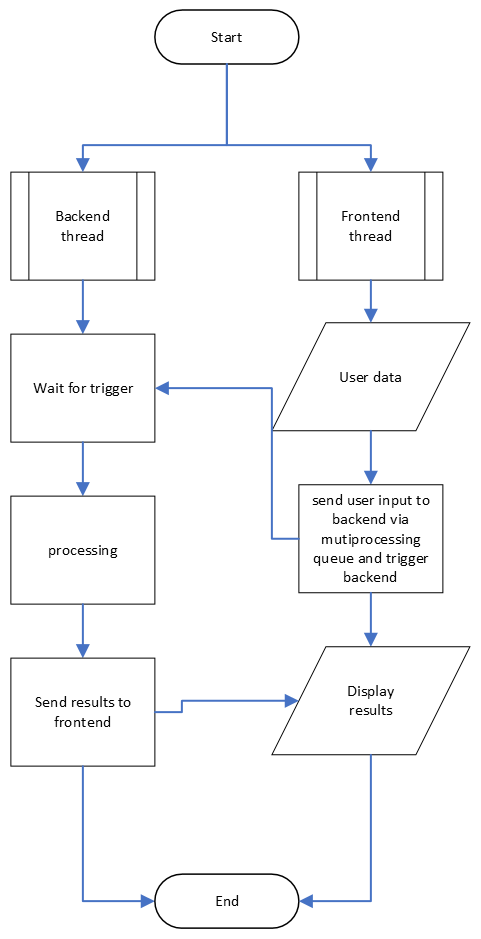 Start
Backend
thread
Frontend
thread
User data
Wait for trigger
send user input to
backend via
mutiprocessing
queue and trigger
backend
processing
Send results to
frontend
Display
results
End